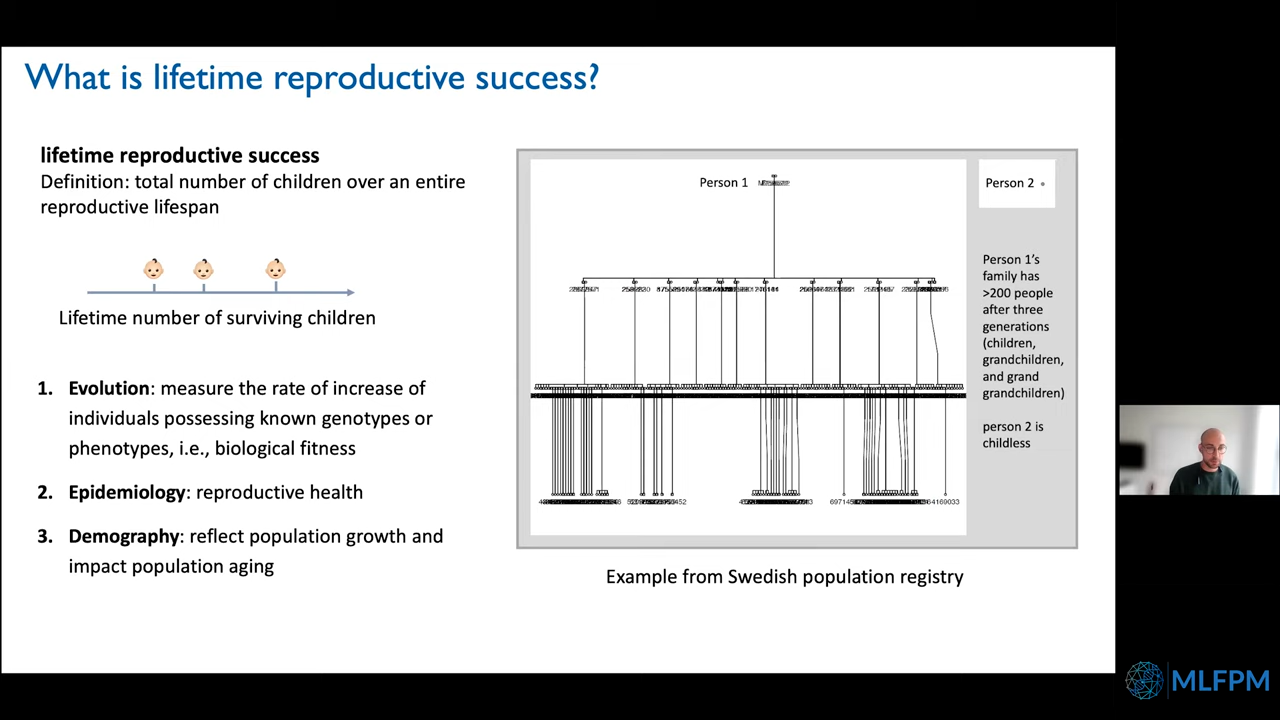 What is lifetime reproductive success?
lifetime reproductive success
Definition: total number of children over an entire
reproductive lifespan
Lifetime number of surviving children
1. Evolution: measure the rate of increase of
individuals possessing known genotypes or
phenotypes, i.e., biological fitness
2. Epidemiology: reproductive health
3. Demography: reflect population growth and
impact population aging
Person 1
Person 2
Person 1's
family has
>200 people
after three
generations
(children,
grandchildren,
and grand
grandchildren)
person 2 is
childless
Example from Swedish population registry
MLFPM